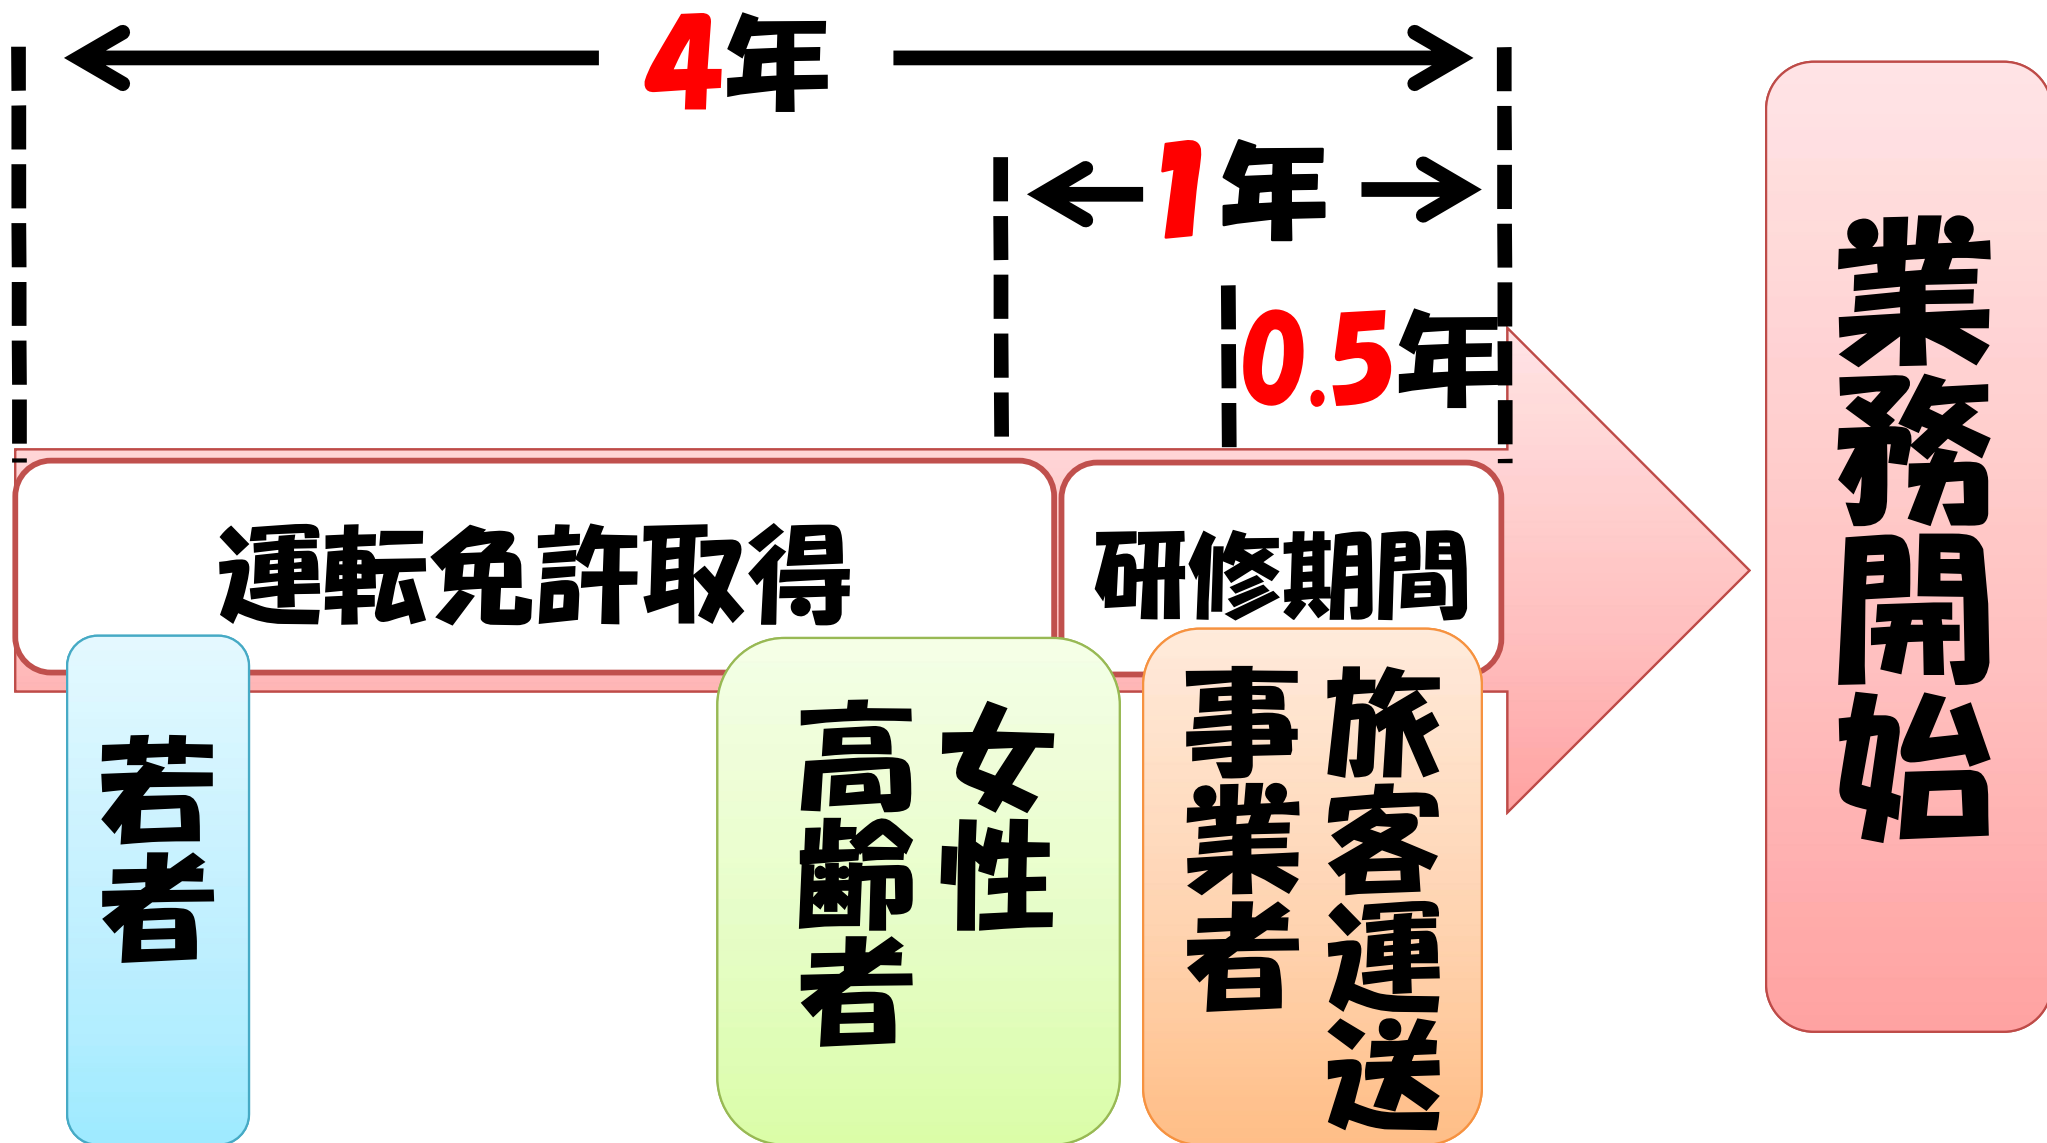 4年
1年
0.5年
運転免許取得
研修期間
若者
女性
高齢者
旅客運送
事業者
業務開始